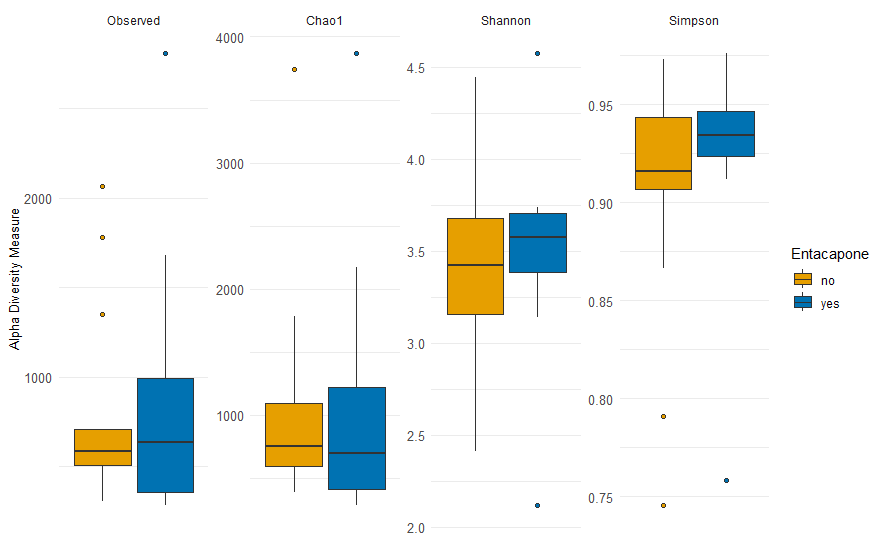 Observed
Chao1
Shannon
Simpson
Alpha Diversity Measure
2000
1000
4000
3000
2000
1000
4.5
4.0
3.5
3.0
2.5
2.0
0.95
0.90
0.85
0.80
0.75
Entacapone
no
yes